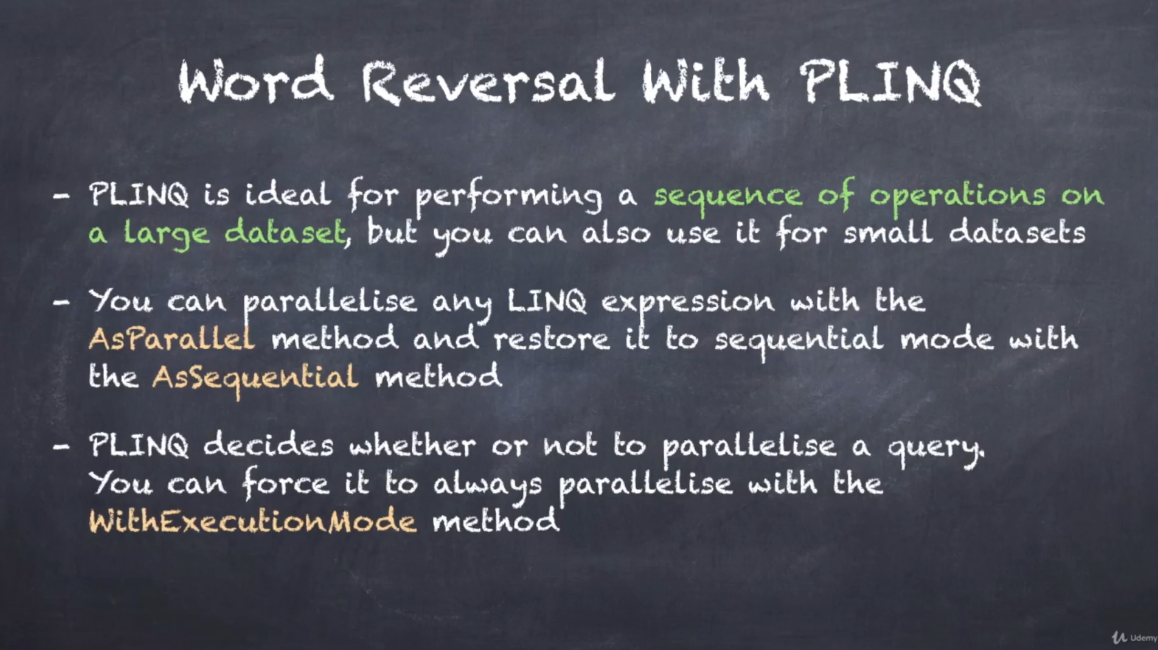 Word Reversal With PLINQ
- PLINQ is ideal for performing a sequence of operations on
a large dataset, but you can also use it for small datasets
- You can parallelise any LINQ expression with the
AsParallel method and restore it to sequential mode with
the AsSequential method
- PLINQ decides whether or not to parallelise a query.
You can force it to always parallelise with the
WithExecutionMode method
Udemy